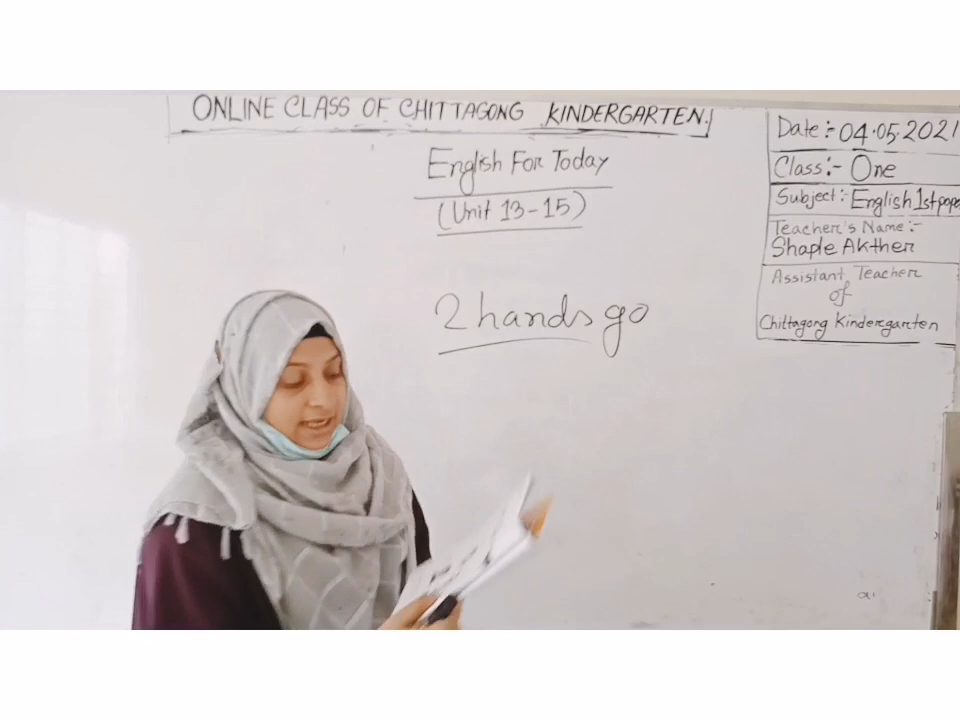 ONLINE CLASS OF CHITTAGONG KINDERGARTEN.
English For Today
(Unit 13-15)
2 hands go
Date:- 04.05.2021
Class:- One
Subject:- English 1st pape
Teacher's Name:-
Shaple Akther
Assistant Teacher
of
Chittagong Kindergarten